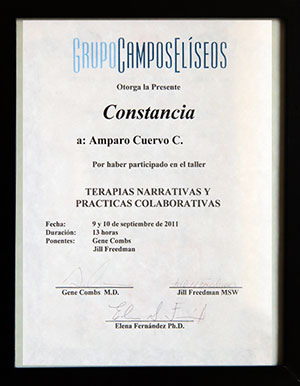 GRUPOCAMPOSELÍSEOS
Otorga la Presente
Constancia
a: Amparo Cuervo C.
Por haber participado en el taller
TERAPIAS NARRATIVAS Y
PRACTICAS COLABORATIVAS
Fecha: 9 y 10 de septiembre de 2011
Duración: 13 horas
Ponentes: Gene Combs
Jill Freedman
Gene Combs M.D. Jill Freedman MSW
Elena Fernández Ph.D.